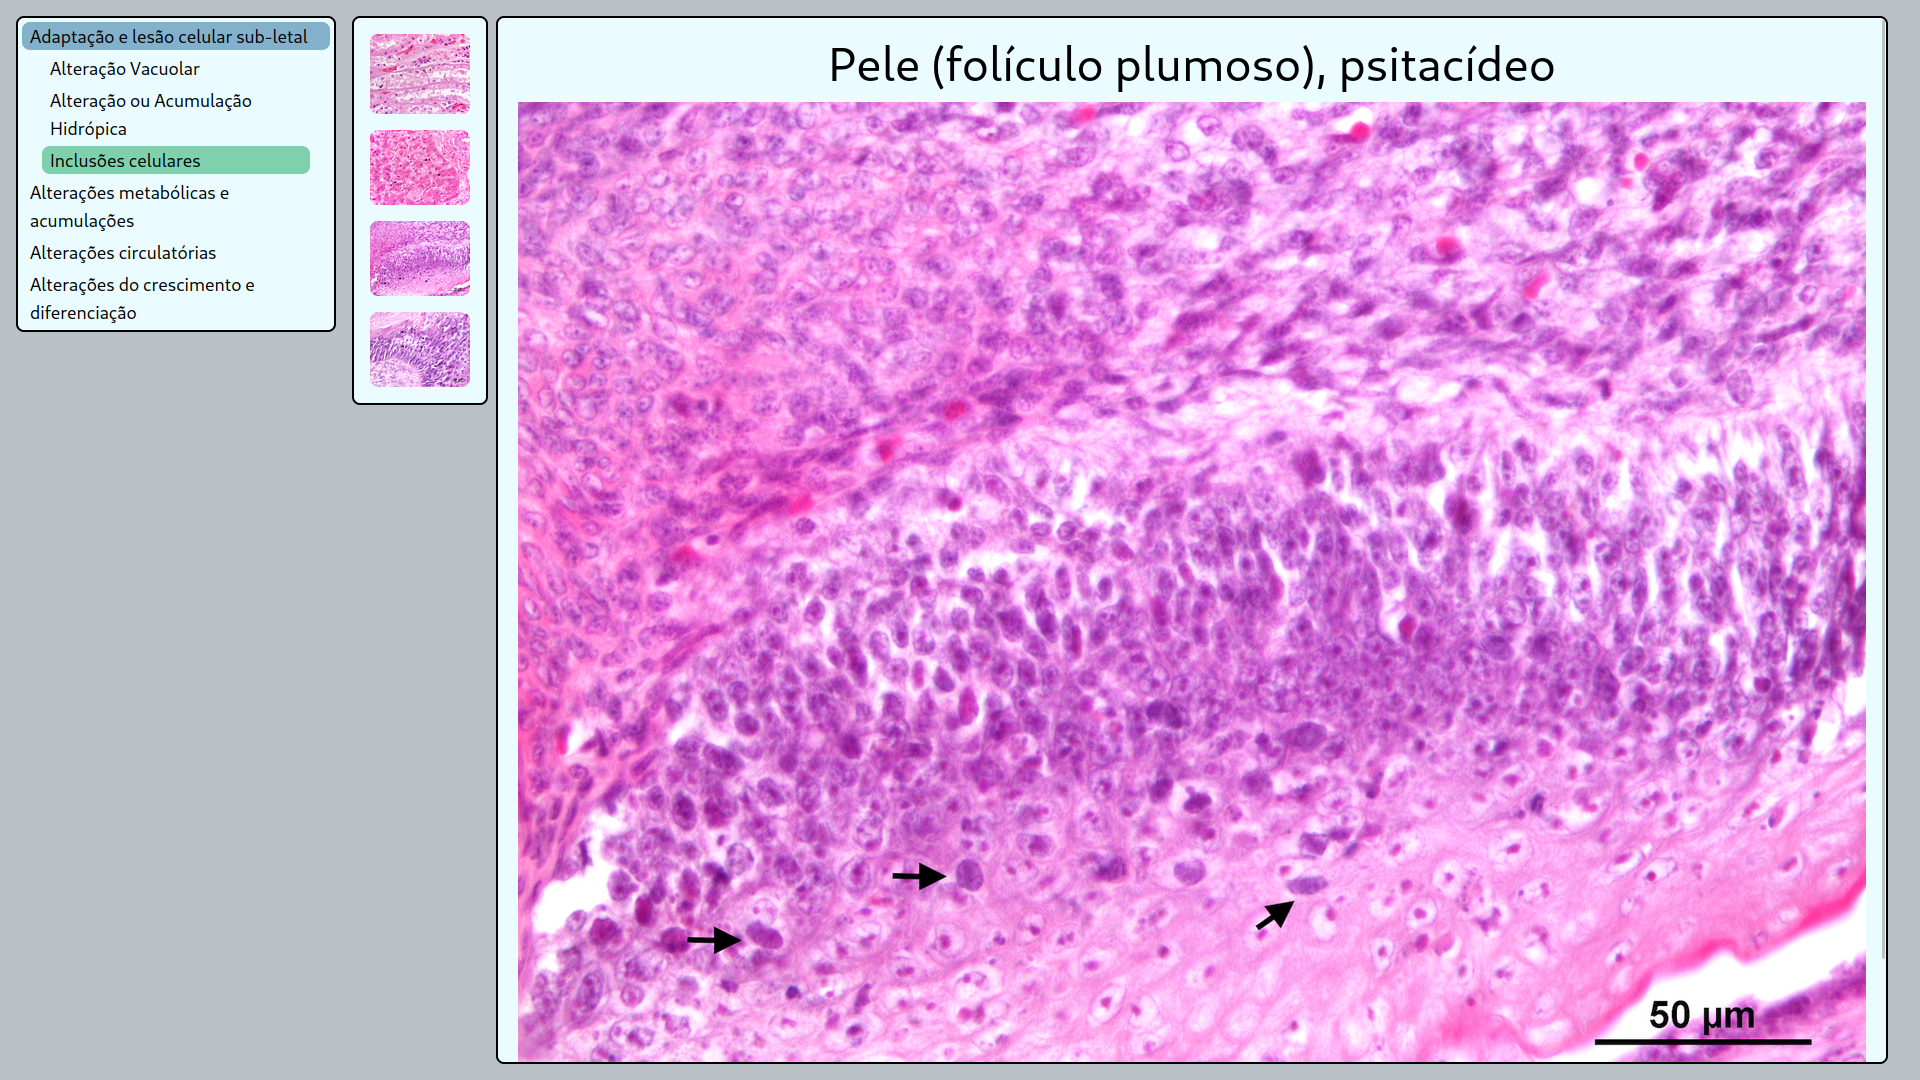 Adaptação e lesão celular sub-letal
Alteração Vacuolar
Alteração ou Acumulação
Hidrópica
Inclusões celulares
Alterações metabólicas e
acumulações
Alterações circulatórias
Alterações do crescimento e
diferenciação
Pele (folículo plumoso), psitacídeo
50 µm